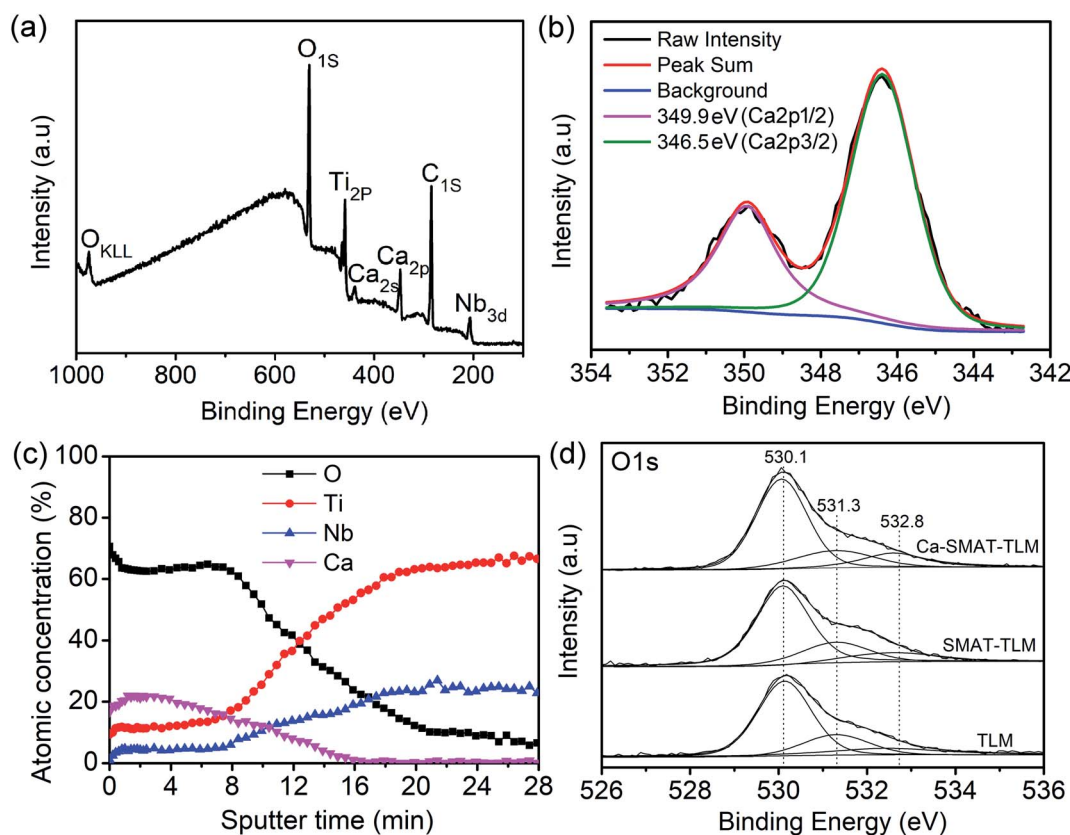 (a)
O1S
C1S
Ti2P
Ca2p
Ca2s
OKLL
Nb3d
Intensity (a.u)
1000 800 600 400 200
Binding Energy (eV)
(b)
Raw Intensity
Peak Sum
Background
349.9 eV (Ca2p1/2)
346.5 eV (Ca2p3/2)
Intensity (a.u)
354 352 350 348 346 344 342
Binding Energy (eV)
(c)
O
Ti
Nb
Ca
Atomic concentration (%)
100
80
60
40
20
0
0 4 8 12 16 20 24 28
Sputter time (min)
(d)
O1s
530.1
531.3
532.8
Ca-SMAT-TLM
SMAT-TLM
TLM
Intensity (a.u)
526 528 530 532 534 536
Binding Energy (eV)